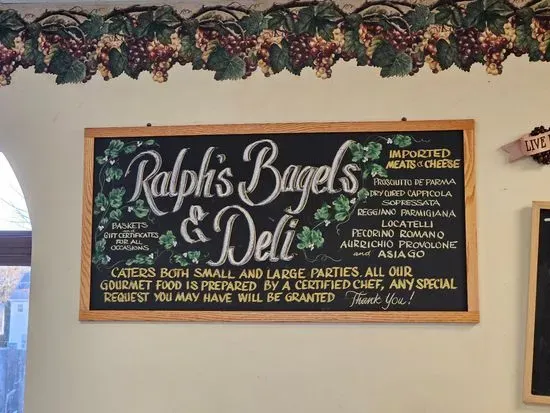 Ralph's Bagels
& Deli
BASKETS
AND
GIFT CERTIFICATES
FOR ALL
OCCASIONS
IMPORTED
MEATS & CHEESE
PROSCIUTTO DE PARMA
DRY CURED CAPPICOLA
SOPRESSATA
REGGIANO PARMIGIANA
LOCATELLI
PECORINO ROMANO
AURICHIO PROVOLONE
and ASIAGO
CATERS BOTH SMALL AND LARGE PARTIES. ALL OUR
GOURMET FOOD IS PREPARED BY A CERTIFIED CHEF, ANY SPECIAL
REQUEST YOU MAY HAVE WILL BE GRANTED Thank You!
LIVE